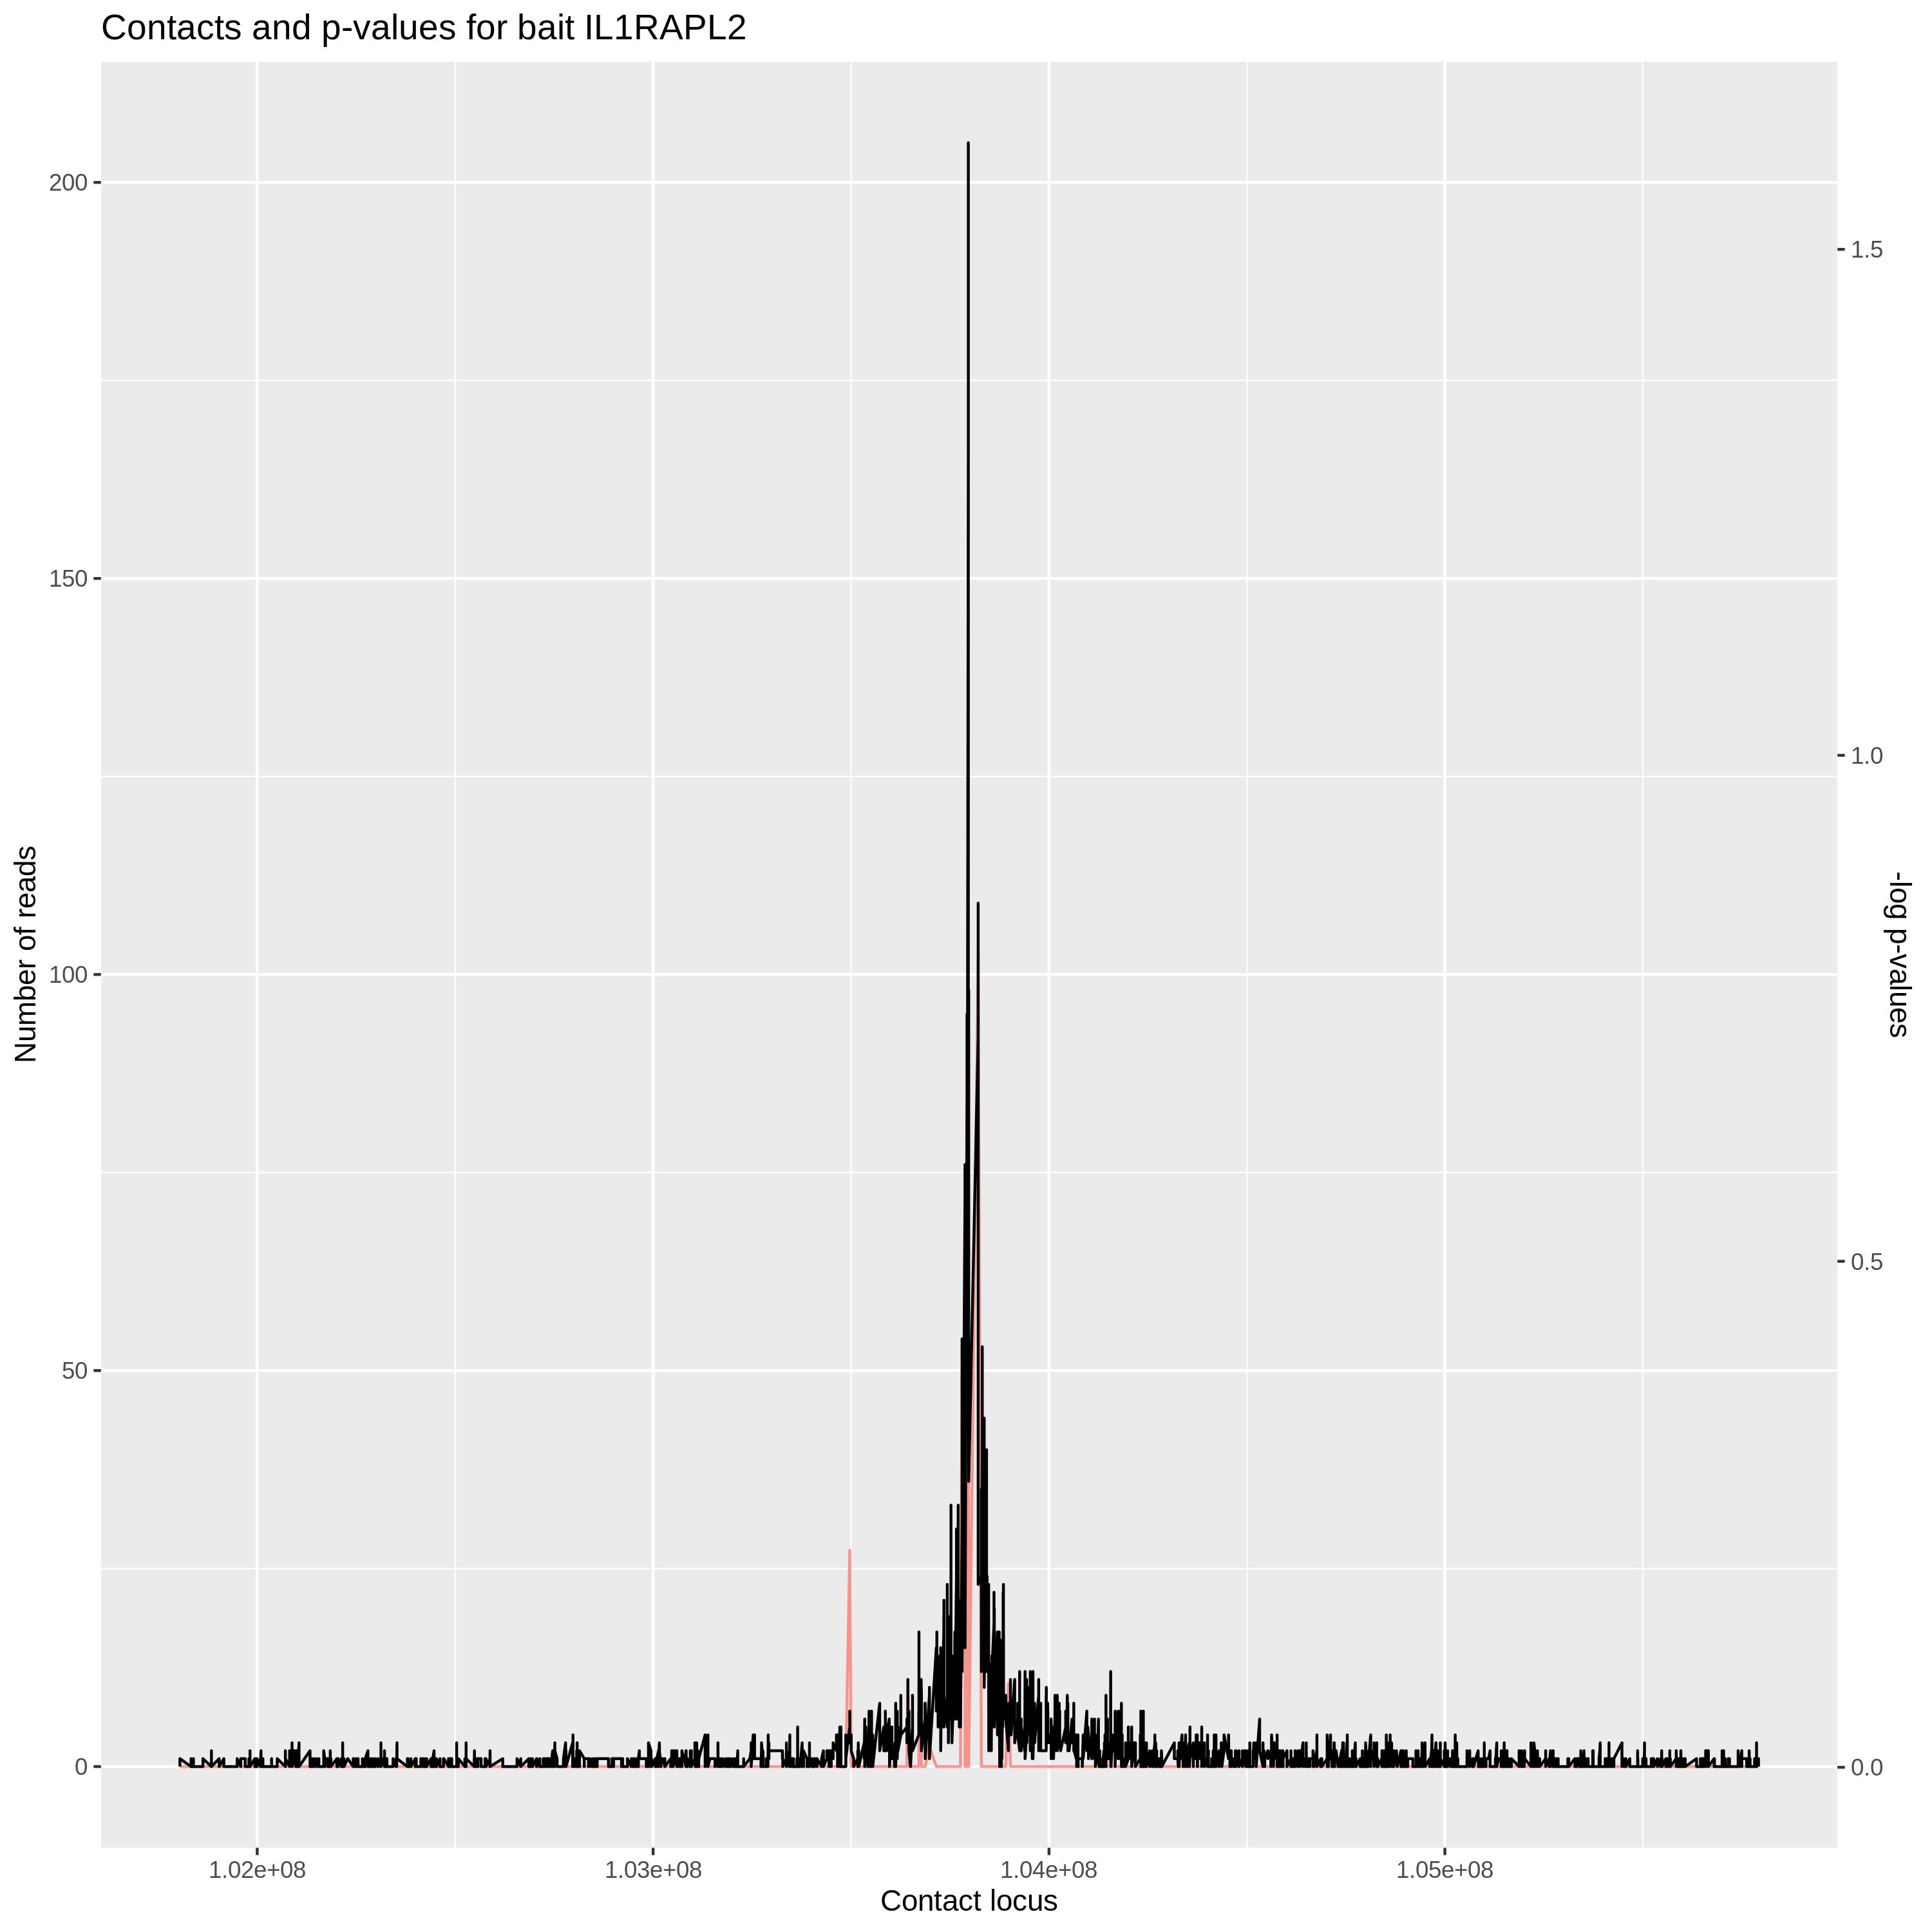 Contacts and p-values for bait IL1RAPL2
200
150
100
50
0
Number of reads
1.5
1.0
0.5
0.0
-log p-values
1.02e+08
1.03e+08
1.04e+08
1.05e+08
Contact locus